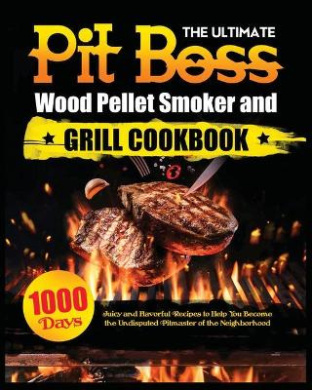 THE ULTIMATE
Pit Boss
Wood Pellet Smoker and
GRILL COOKBOOK
1000
Days
Juicy and Flavorful Recipes to Help You Become
the Undisputed Pitmaster of the Neighborhood